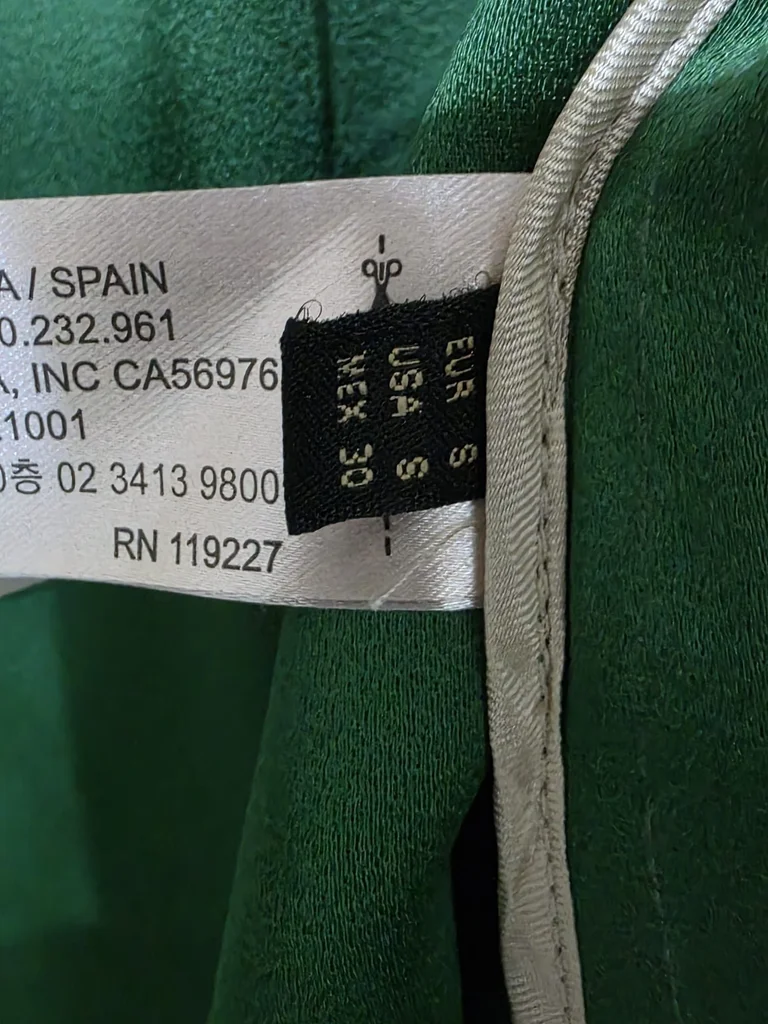 A / SPAIN
0.232.961
A, INC CA56976
.1001
0층 02 3413 9800
RN 119227
EUR S
USA S
MEX 30